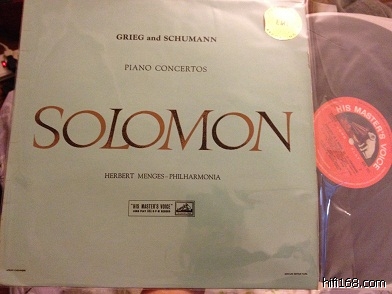 GRIEG and SCHUMANN
PIANO CONCERTOS
SOLOMON
HERBERT MENGES – PHILHARMONIA
"HIS MASTER'S VOICE"
HIS MASTER'S VOICE
hifi168.com